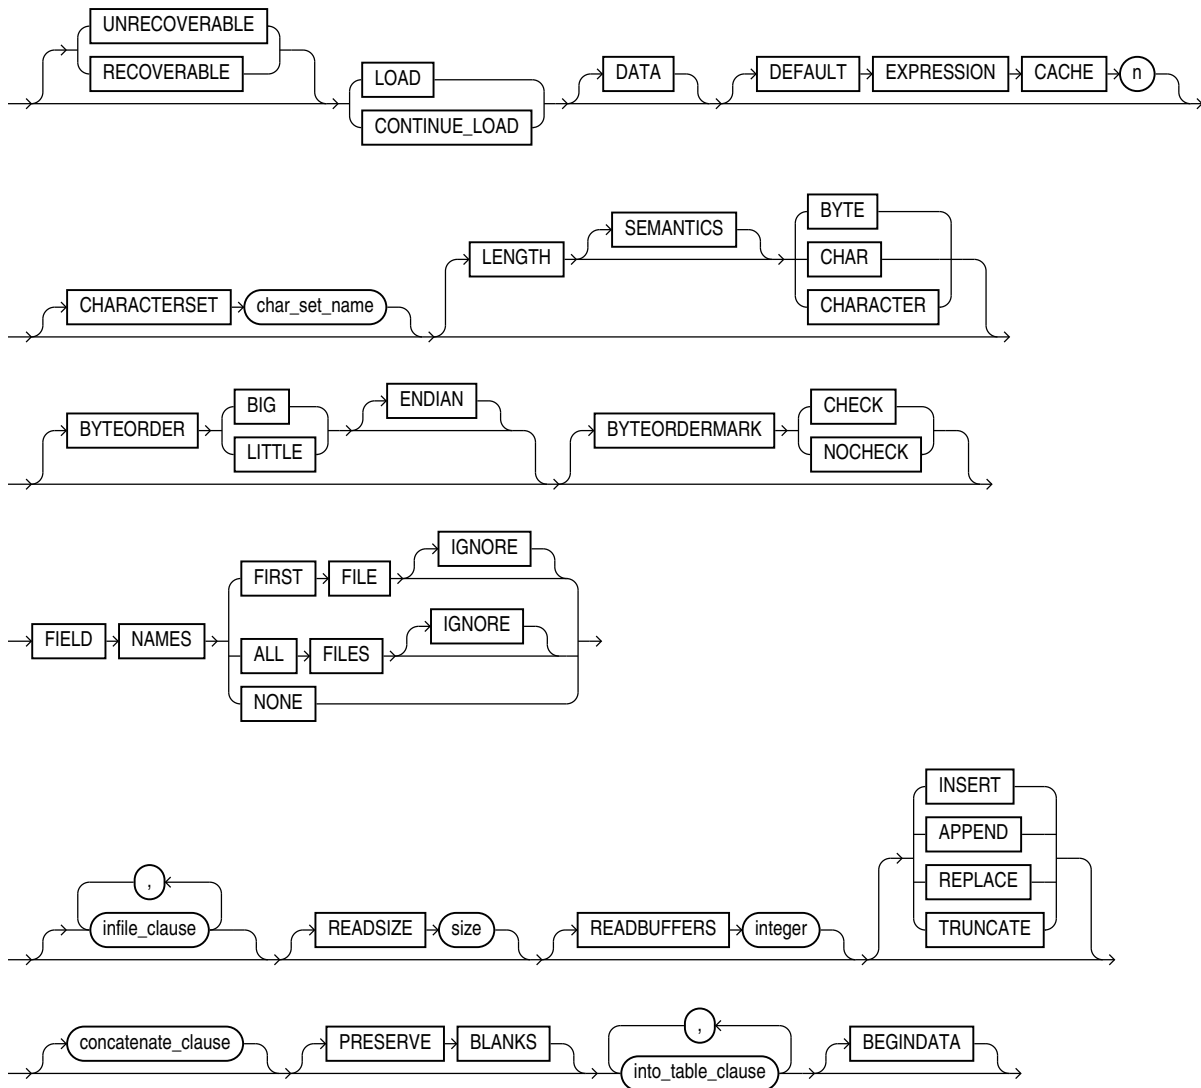 UNRECOVERABLE
RECOVERABLE
LOAD
CONTINUE_LOAD
DATA
DEFAULT EXPRESSION CACHE n
CHARACTERSET char_set_name
LENGTH
SEMANTICS
BYTE
CHAR
CHARACTER
BYTEORDER
BIG
LITTLE
ENDIAN
BYTEORDERMARK
CHECK
NOCHECK
FIELD NAMES
FIRST FILE
IGNORE
ALL FILES
IGNORE
NONE
,
infile_clause
READSIZE size
READBUFFERS integer
INSERT
APPEND
REPLACE
TRUNCATE
concatenate_clause
PRESERVE BLANKS
,
into_table_clause
BEGINDATA